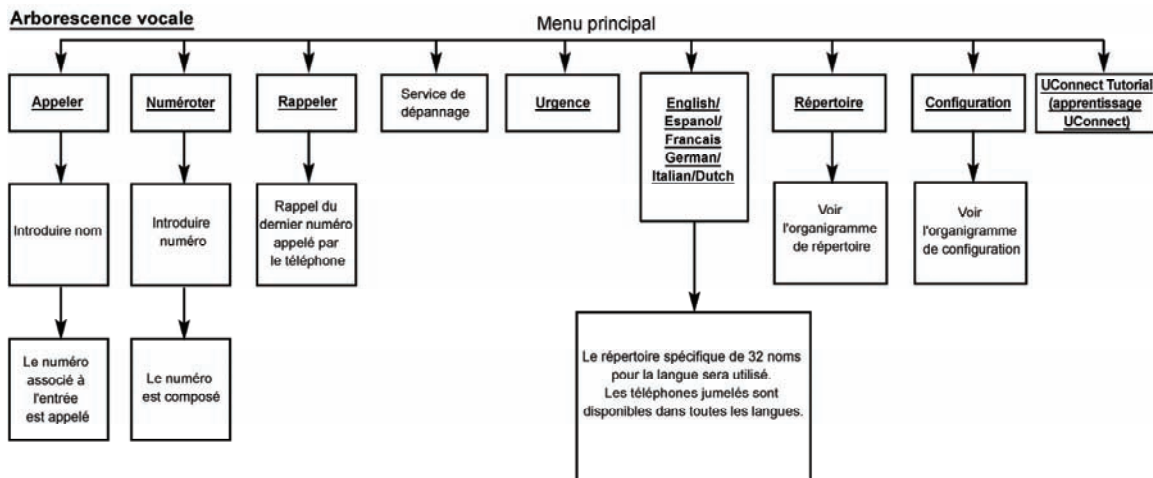 Arborescence vocale
Menu principal
Appeler
Numéroter
Rappeler
Service de
dépannage
Urgence
English/
Espanol/
Francais
German/
Italian/Dutch
Répertoire
Configuration
UConnect Tutorial
(apprentissage
UConnect)
Introduire nom
Introduire
numéro
Rappel du
dernier numéro
appelé par
le téléphone
Voir
l'organigramme
de répertoire
Voir
l'organigramme
de configuration
Le numéro
associé à
l'entrée
est appelé
Le numéro
est composé
Le répertoire spécifique de 32 noms
pour la langue sera utilisé.
Les téléphones jumelés sont
disponibles dans toutes les langues.